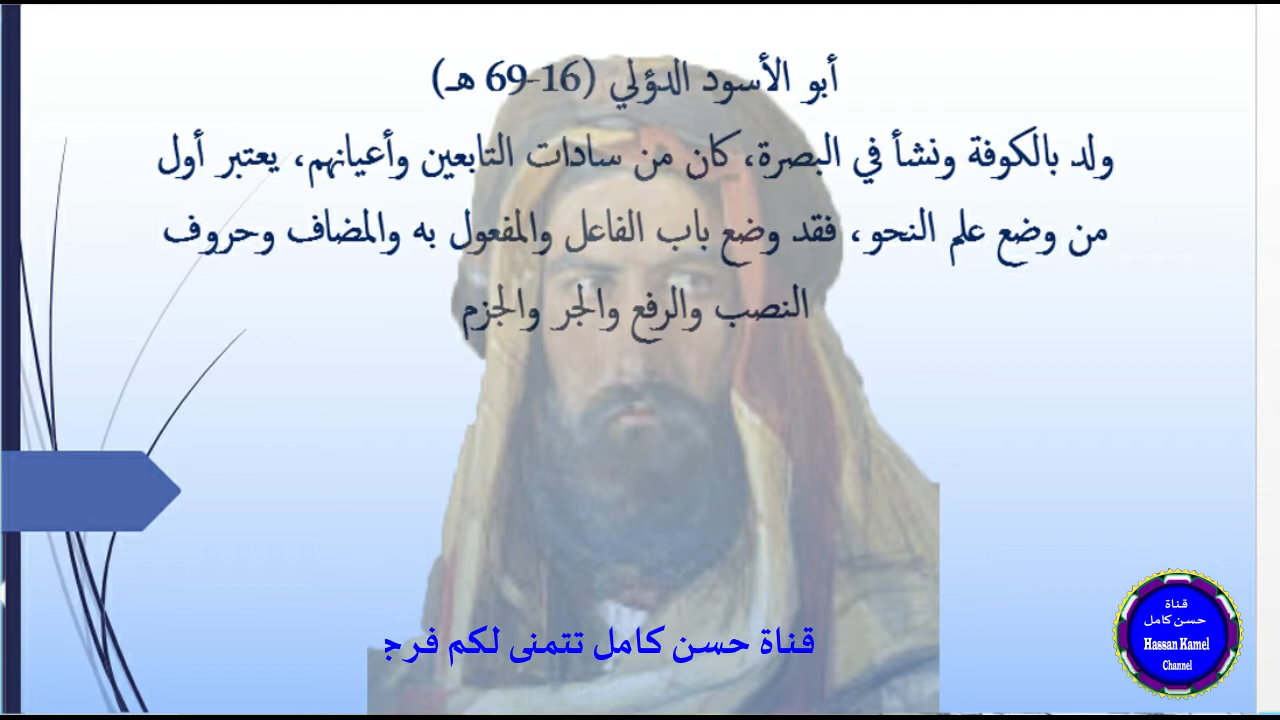 أبو الأسود الدؤلي (16-69 هـ)
ولد بالكوفة ونشأ في البصرة، كان من سادات التابعين وأعيانهم، يعتبر أول
من وضع علم النحو، فقد وضع باب الفاعل والمفعول به والمضاف وحروف
النصب والرفع والجر والجزم
قناة حسن كامل تتمنى لكم فرج
قناة
حسن كامل
Hassan Kamel
Channel